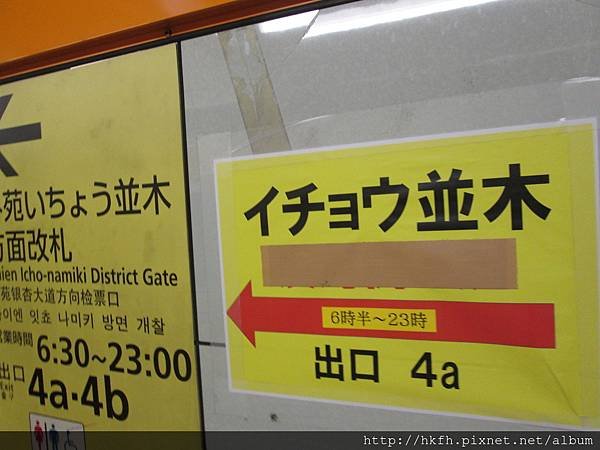 苑いちょう並木
方面改札
ien Icho-namiki District Gate
苑银杏大道方向检票口
이엔 잇쵸 나미키 방면 개찰
営業時間 6:30~23:00
出口 4a·4b
イチョウ並木
6時半～23時
出口 4a
http://hkfh.pixnet.net/album